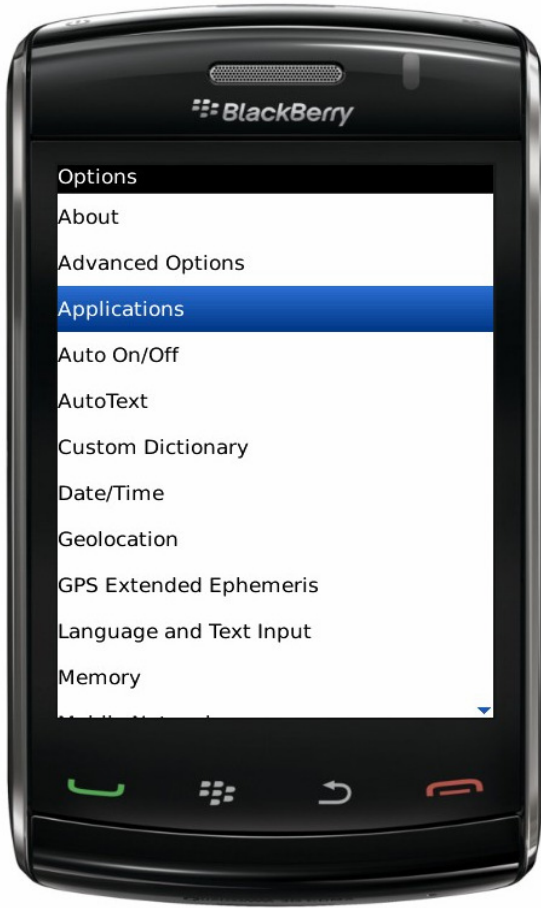 BlackBerry
Options
About
Advanced Options
Applications
Auto On/Off
AutoText
Custom Dictionary
Date/Time
Geolocation
GPS Extended Ephemeris
Language and Text Input
Memory